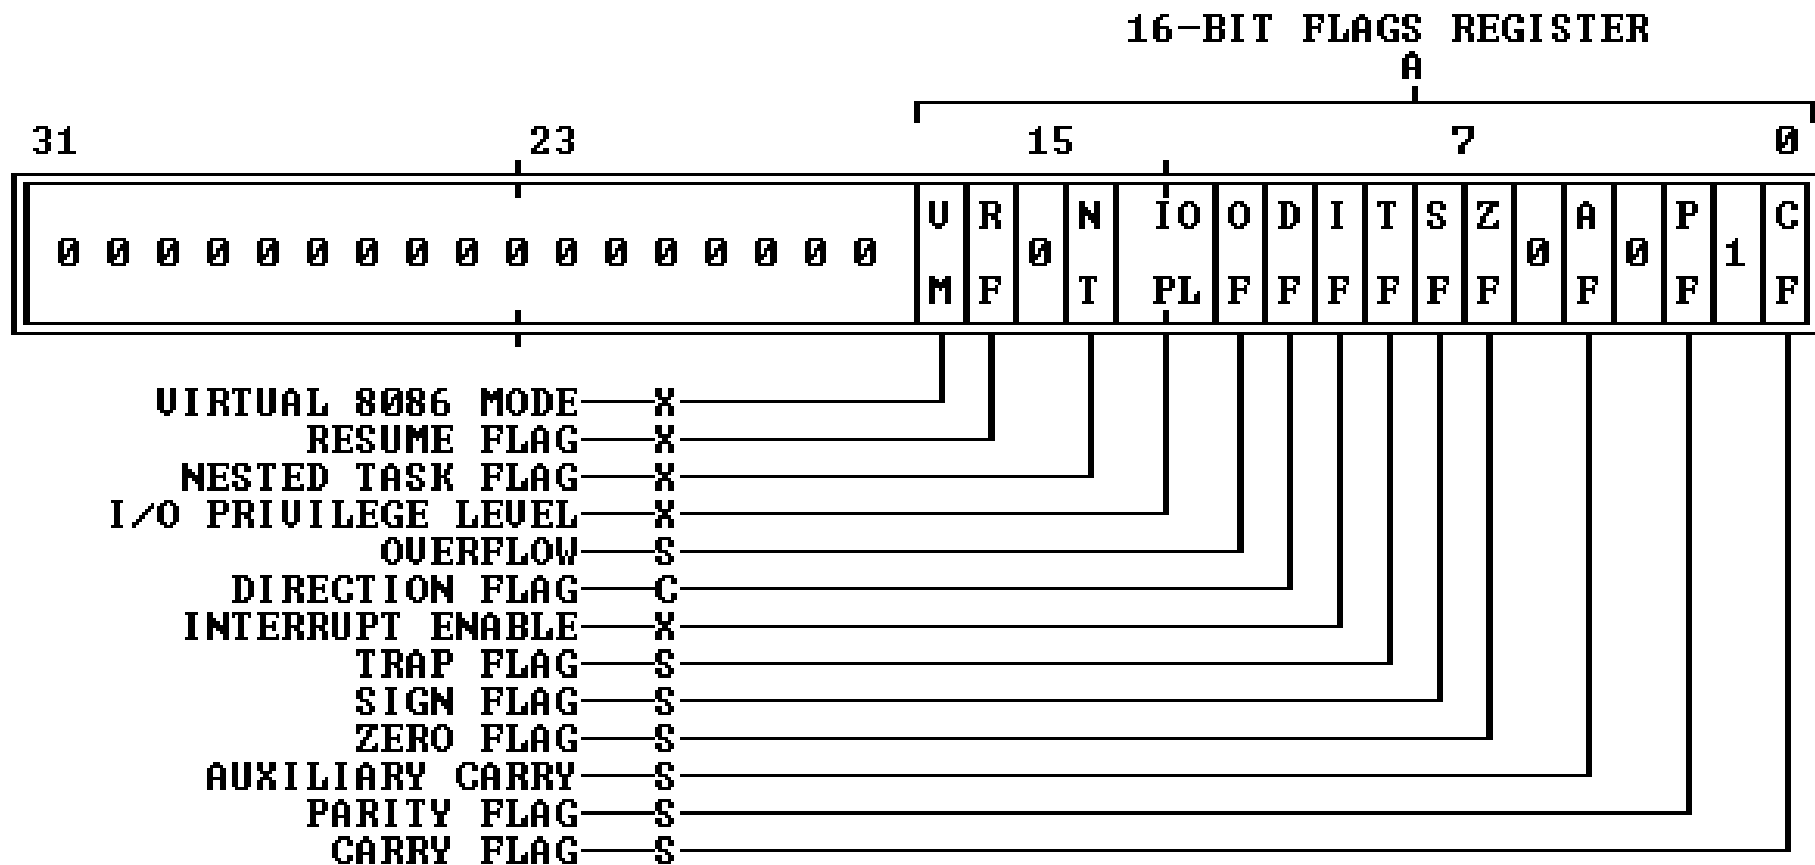 16-BIT FLAGS REGISTER
A
31 23 15 7 0
V R N IO O D I T S Z A P C
0 0 0 0 0 0 0 0 0 0 0 0 0 0 0 0 0 0 0 0 1
M F T PL F F F F F F F F F
VIRTUAL 8086 MODE X
RESUME FLAG X
NESTED TASK FLAG X
I/O PRIVILEGE LEVEL X
OVERFLOW S
DIRECTION FLAG C
INTERRUPT ENABLE X
TRAP FLAG S
SIGN FLAG S
ZERO FLAG S
AUXILIARY CARRY S
PARITY FLAG S
CARRY FLAG S